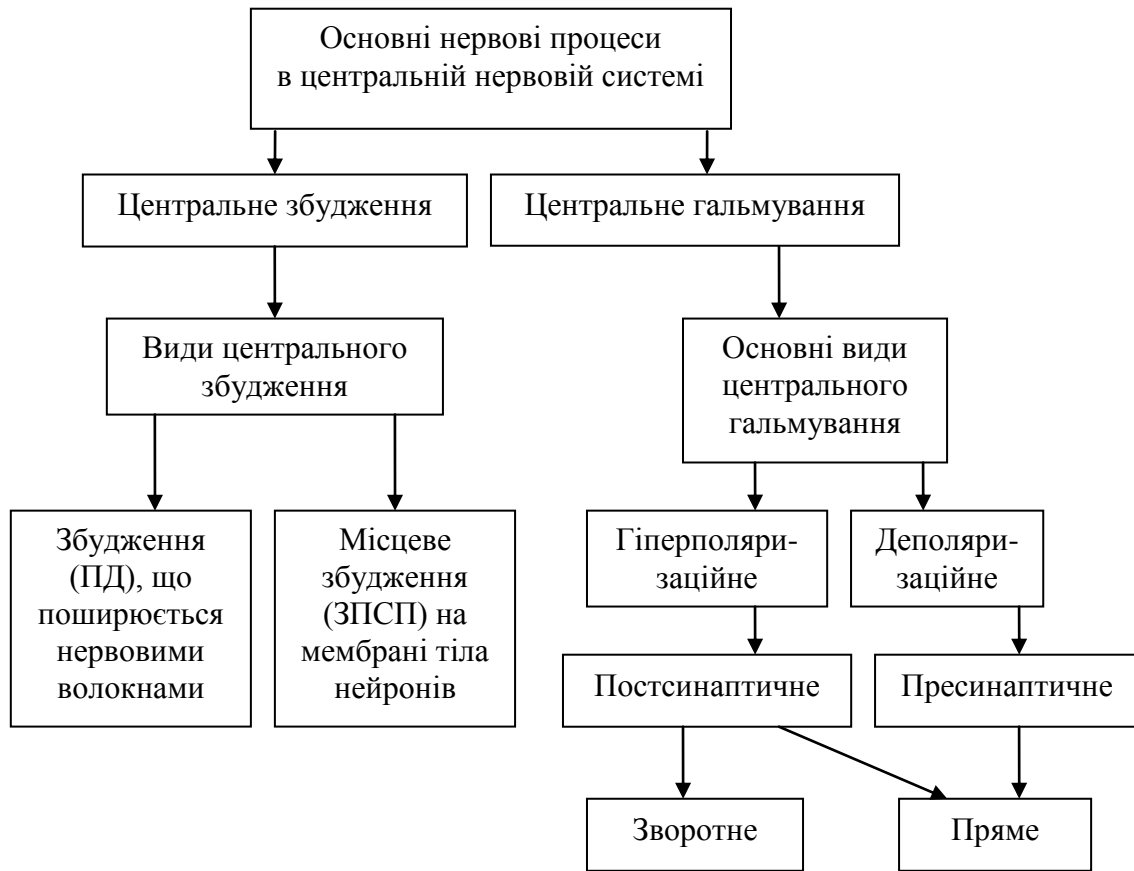 Основні нервові процеси
в центральній нервовій системі
Центральне збудження
Центральне гальмування
Види центрального
збудження
Основні види
центрального
гальмування
Збудження
(ПД), що
поширюється
нервовими
волокнами
Місцеве
збудження
(ЗПСП) на
мембрані тіла
нейронів
Гіперполяри-
заційне
Деполяри-
заційне
Постсинаптичне
Пресинаптичне
Зворотне
Пряме